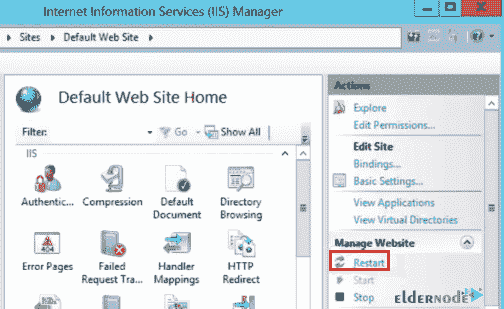 Internet Information Services (IIS) Manager
Sites Default Web Site
Default Web Site Home
Filter: Go Show All
IIS
Authentic... Compression Default Document Directory Browsing
Error Pages Failed Request Tra... Handler Mappings HTTP Redirect
Actions
Explore
Edit Permissions...
Edit Site
Bindings...
Basic Settings...
View Applications
View Virtual Directories
Manage Website
Restart
Start
Stop
ELDERNODE